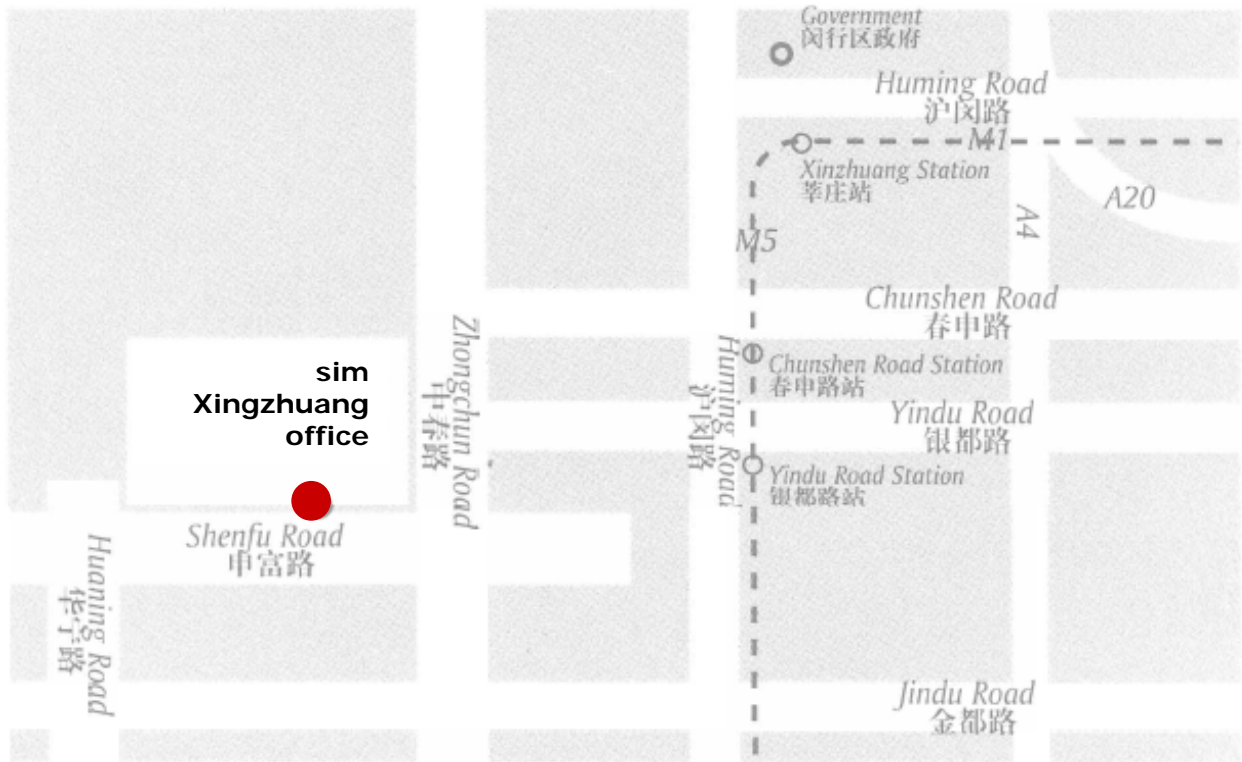 Government
闵行区政府
Huming Road
沪闵路
M1
Xinzhuang Station
莘庄站
A20
A4
M5
Chunshen Road
春申路
Zhongchun Road
中春路
Huming Road
沪闵路
Chunshen Road Station
春申路站
sim
Xingzhuang
office
Yindu Road
银都路
Yindu Road Station
银都路站
Shenfu Road
申富路
Huaning Road
华宁路
Jindu Road
金都路